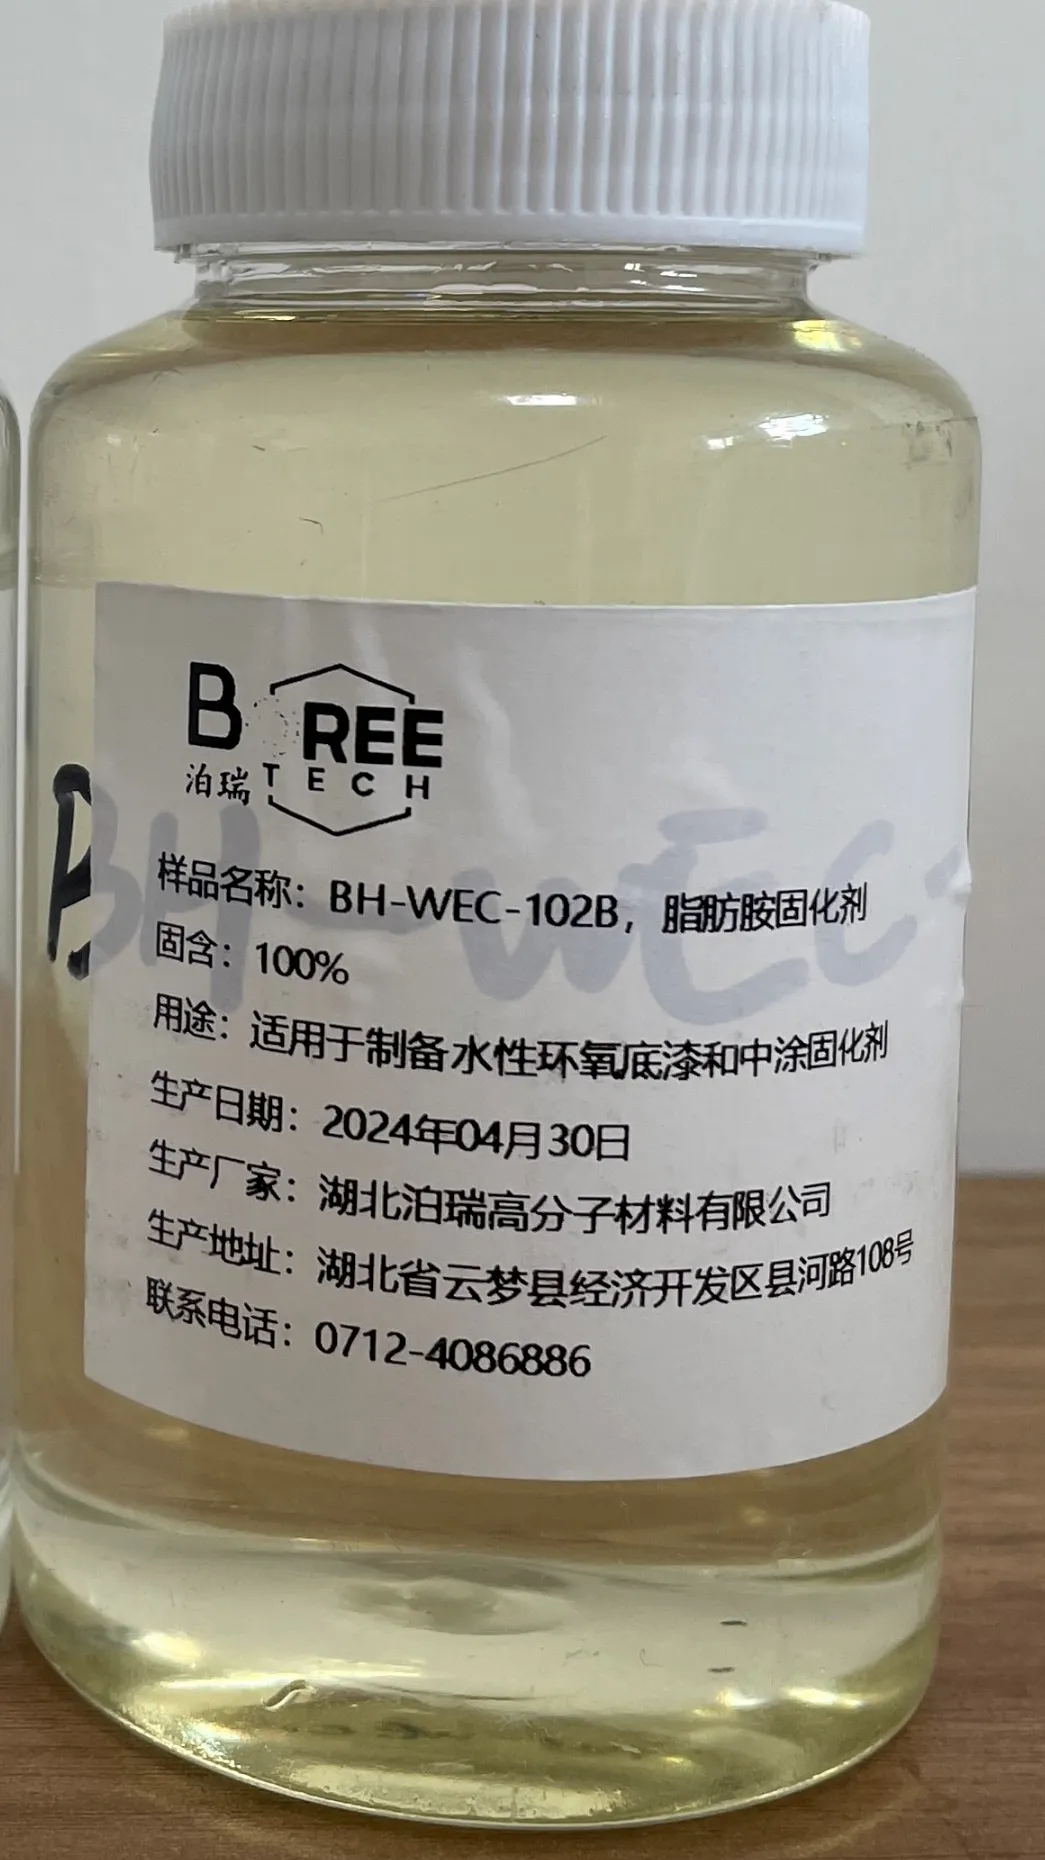 BOREE
泊瑞 TECH
样品名称：BH-WEC-102B，脂肪胺固化剂
固含：100%
用途：适用于制备水性环氧底漆和中涂固化剂
生产日期：2024年04月30日
生产厂家：湖北泊瑞高分子材料有限公司
生产地址：湖北省云梦县经济开发区县河路108号
联系电话：0712-4086886
BH-WEC-